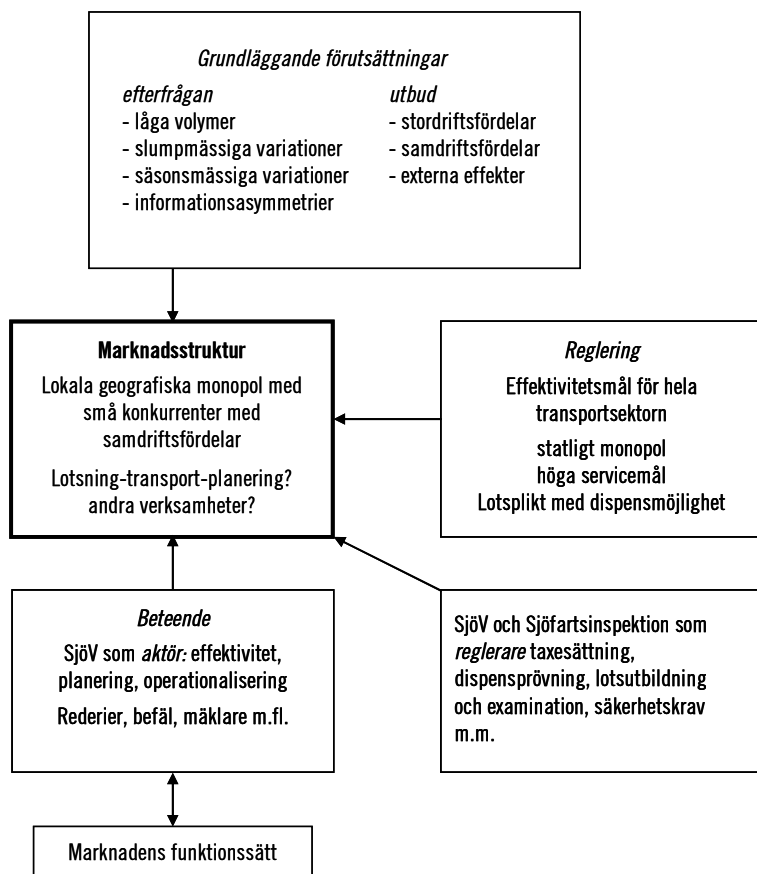 Grundläggande förutsättningar
efterfrågan
- låga volymer
- slumpmässiga variationer
- säsonsmässiga variationer
- informationsasymmetrier
utbud
- stordriftsfördelar
- samdriftsfördelar
- externa effekter
Marknadsstruktur
Lokala geografiska monopol med
små konkurrenter med
samdriftsfördelar
Lotsning-transport-planering?
andra verksamheter?
Reglering
Effektivitetsmål för hela
transportsektorn
statligt monopol
höga servicemål
Lotsplikt med dispensmöjlighet
Beteende
SjöV som aktör: effektivitet,
planering, operationalisering
Rederier, befäl, mäklare m.fl.
SjöV och Sjöfartsinspektion som
reglerare taxesättning,
dispensprövning, lotsutbildning
och examination, säkerhetskrav
m.m.
Marknadens funktionssätt